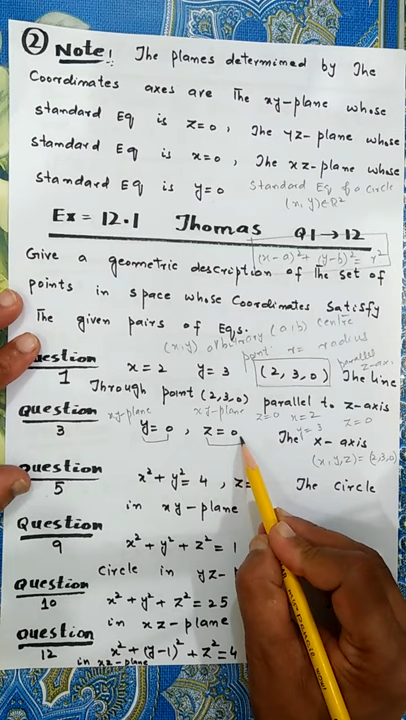 ② Note! The planes determined by The
Coordinates axes are The xy-plane whose
standard Eq is z=0, The yz-plane whose
standard Eq is x=0, The xz-plane whose
standard Eq is y=0 Standard Eq of a circle
(x,y)∈R²
Ex = 12.1 Thomas Q1→12
(x-a)² + (y-b)² = r²
Give a geometric description of The set of
points in space whose Coordinates Satisfy
The given pairs of Eqs. (a,b) centre
(x,y) arbitrary point r = radius
parallel z-axis
Question 1 x=2 y=3 (2,3,0) The line
Through point (2,3,0) parallel to z-axis
xy-plane z=0 x=2 z=0
Question 3 y=0, z=0 The x-axis
y=3
(x,y,z)=(2,3,0)
Question 5 x²+y²=4, z= The Circle
in xy-plane
Question 9 x²+y²+z²=1
circle in yz-p
Question 10 x²+y²+z²=25
in xz-plane
Question 12 x²+(y-1)²+z²=4
in xz-plane